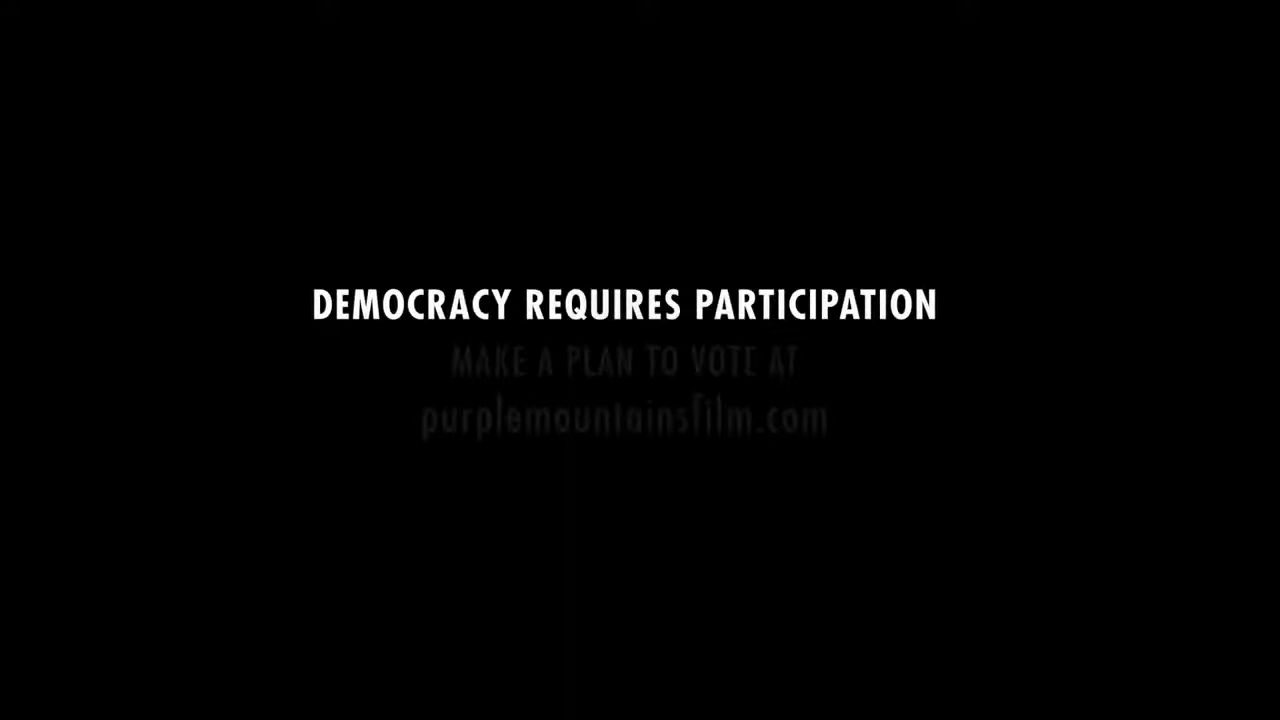 DEMOCRACY REQUIRES PARTICIPATION
MAKE A PLAN TO VOTE AT
purplemountainsfilm.com